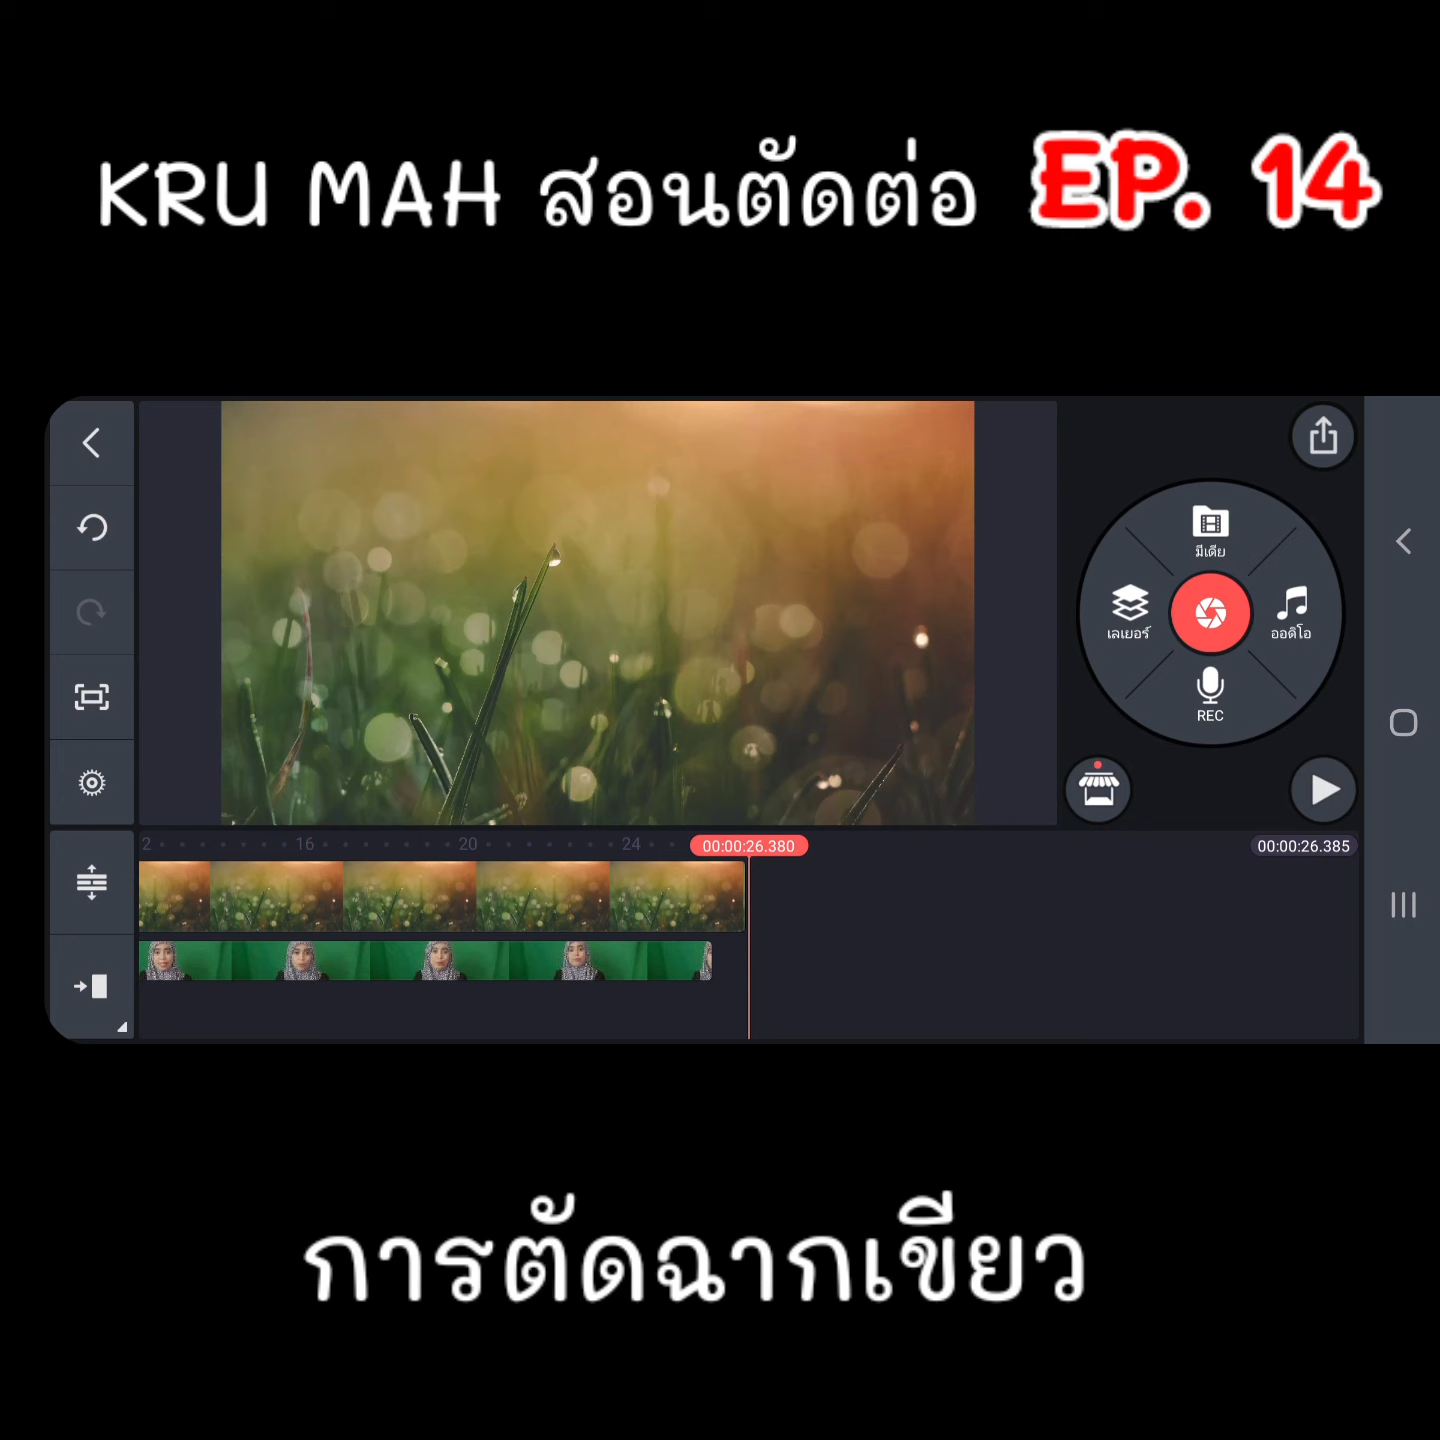 KRU MAH สอนตัดต่อ EP. 14
มีเดีย
เลเยอร์
ออดิโอ
REC
2 16 20 24 00:00:26.380 00:00:26.385
การตัดฉากเขียว